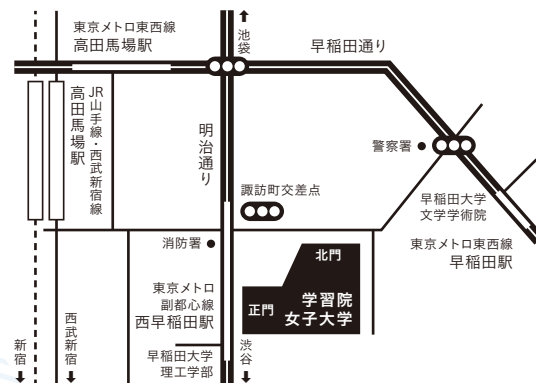 東京メトロ東西線
高田馬場駅
池袋
早稲田通り
JR山手線・西武新宿線
高田馬場駅
明治通り
警察署
諏訪町交差点
早稲田大学
文学学術院
消防署
東京メトロ東西線
早稲田駅
北門
東京メトロ
副都心線
西早稲田駅
正門
学習院
女子大学
新宿
西武新宿
早稲田大学
理工学部
渋谷